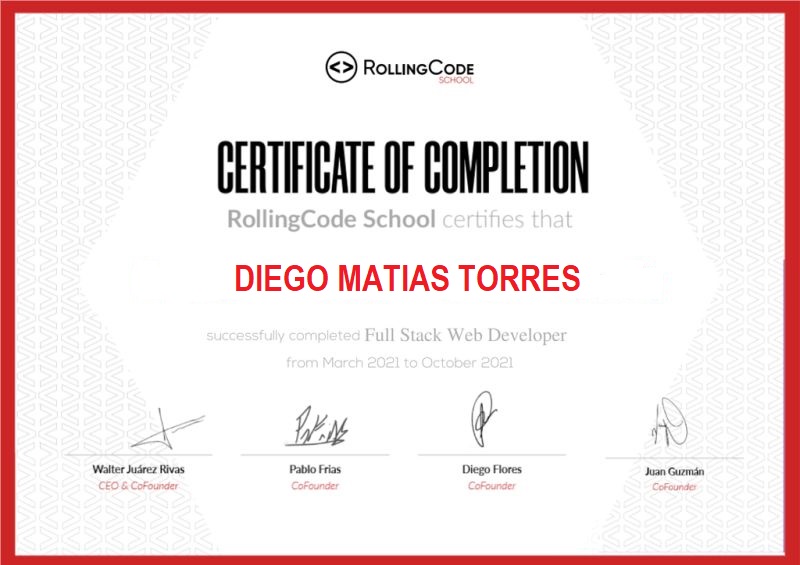 <> ROLLINGCODE
SCHOOL
CERTIFICATE OF COMPLETION
RollingCode School certifies that
DIEGO MATIAS TORRES
successfully completed Full Stack Web Developer
from March 2021 to October 2021
Walter Juárez Rivas
CEO & CoFounder
Pablo Frias
CoFounder
Diego Flores
CoFounder
Juan Guzmán
CoFounder